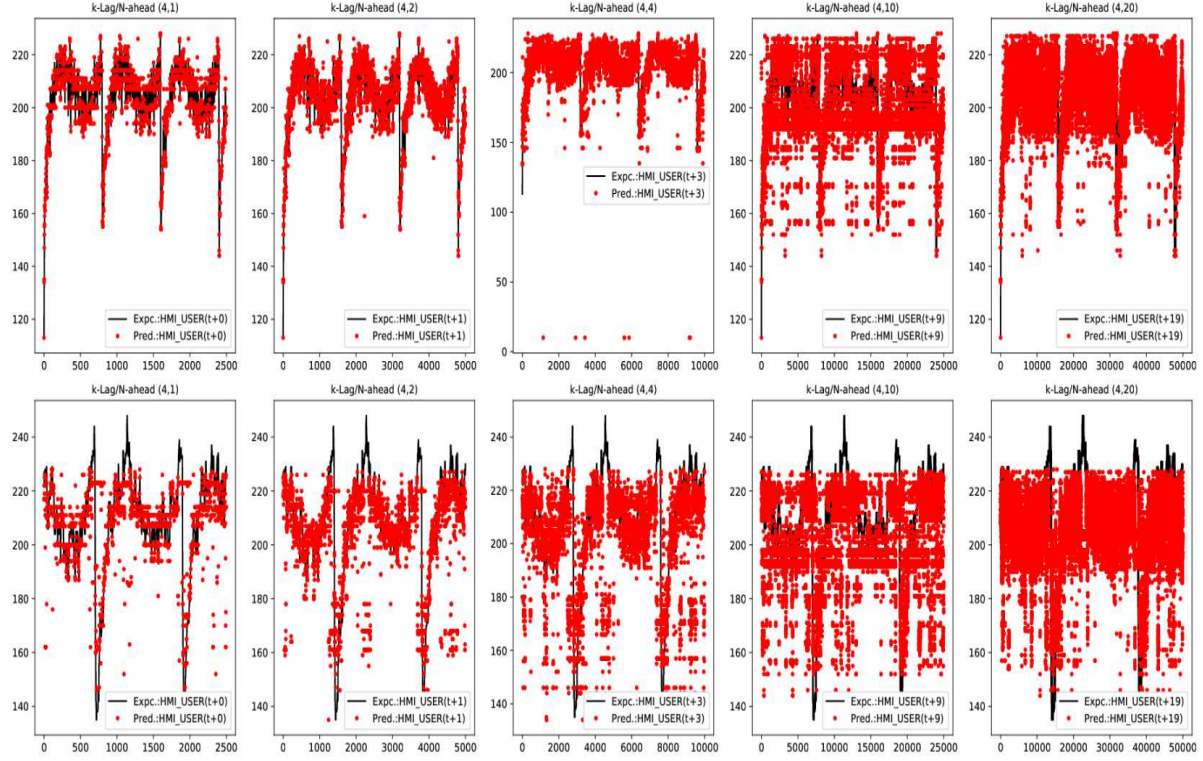 k-Lag/N-ahead (4,1)
220
200
180
160
140
120
Expc.:HMI_USER(t+0)
Pred.:HMI_USER(t+0)
0 500 1000 1500 2000 2500
k-Lag/N-ahead (4,2)
220
200
180
160
140
120
Expc.:HMI_USER(t+1)
Pred.:HMI_USER(t+1)
0 1000 2000 3000 4000 5000
k-Lag/N-ahead (4,4)
200
150
100
50
0
Expc.:HMI_USER(t+3)
Pred.:HMI_USER(t+3)
0 2000 4000 6000 8000 10000
k-Lag/N-ahead (4,10)
220
200
180
160
140
120
Expc.:HMI_USER(t+9)
Pred.:HMI_USER(t+9)
0 5000 10000 15000 20000 25000
k-Lag/N-ahead (4,20)
220
200
180
160
140
120
Expc.:HMI_USER(t+19)
Pred.:HMI_USER(t+19)
0 10000 20000 30000 40000 50000
k-Lag/N-ahead (4,1)
240
220
200
180
160
140
Expc.:HMI_USER(t+0)
Pred.:HMI_USER(t+0)
0 500 1000 1500 2000 2500
k-Lag/N-ahead (4,2)
240
220
200
180
160
140
Expc.:HMI_USER(t+1)
Pred.:HMI_USER(t+1)
0 1000 2000 3000 4000 5000
k-Lag/N-ahead (4,4)
240
220
200
180
160
140
Expc.:HMI_USER(t+3)
Pred.:HMI_USER(t+3)
0 2000 4000 6000 8000 10000
k-Lag/N-ahead (4,10)
240
220
200
180
160
140
Expc.:HMI_USER(t+9)
Pred.:HMI_USER(t+9)
0 5000 10000 15000 20000 25000
k-Lag/N-ahead (4,20)
240
220
200
180
160
140
Expc.:HMI_USER(t+19)
Pred.:HMI_USER(t+19)
0 10000 20000 30000 40000 50000